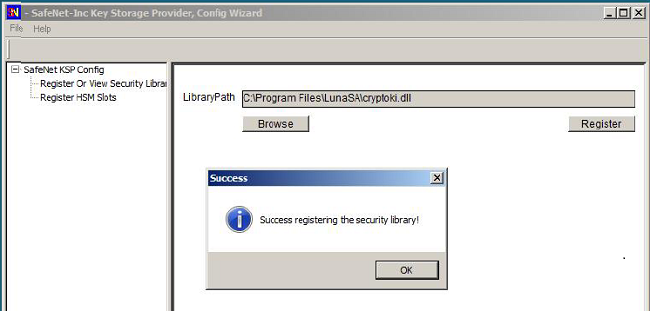 - SafeNet-Inc Key Storage Provider, Config Wizard
File Help
SafeNet KSP Config
Register Or View Security Librar
Register HSM Slots
LibraryPath C:\Program Files\LunaSA\cryptoki.dll
Browse Register
Success
Success registering the security library!
OK